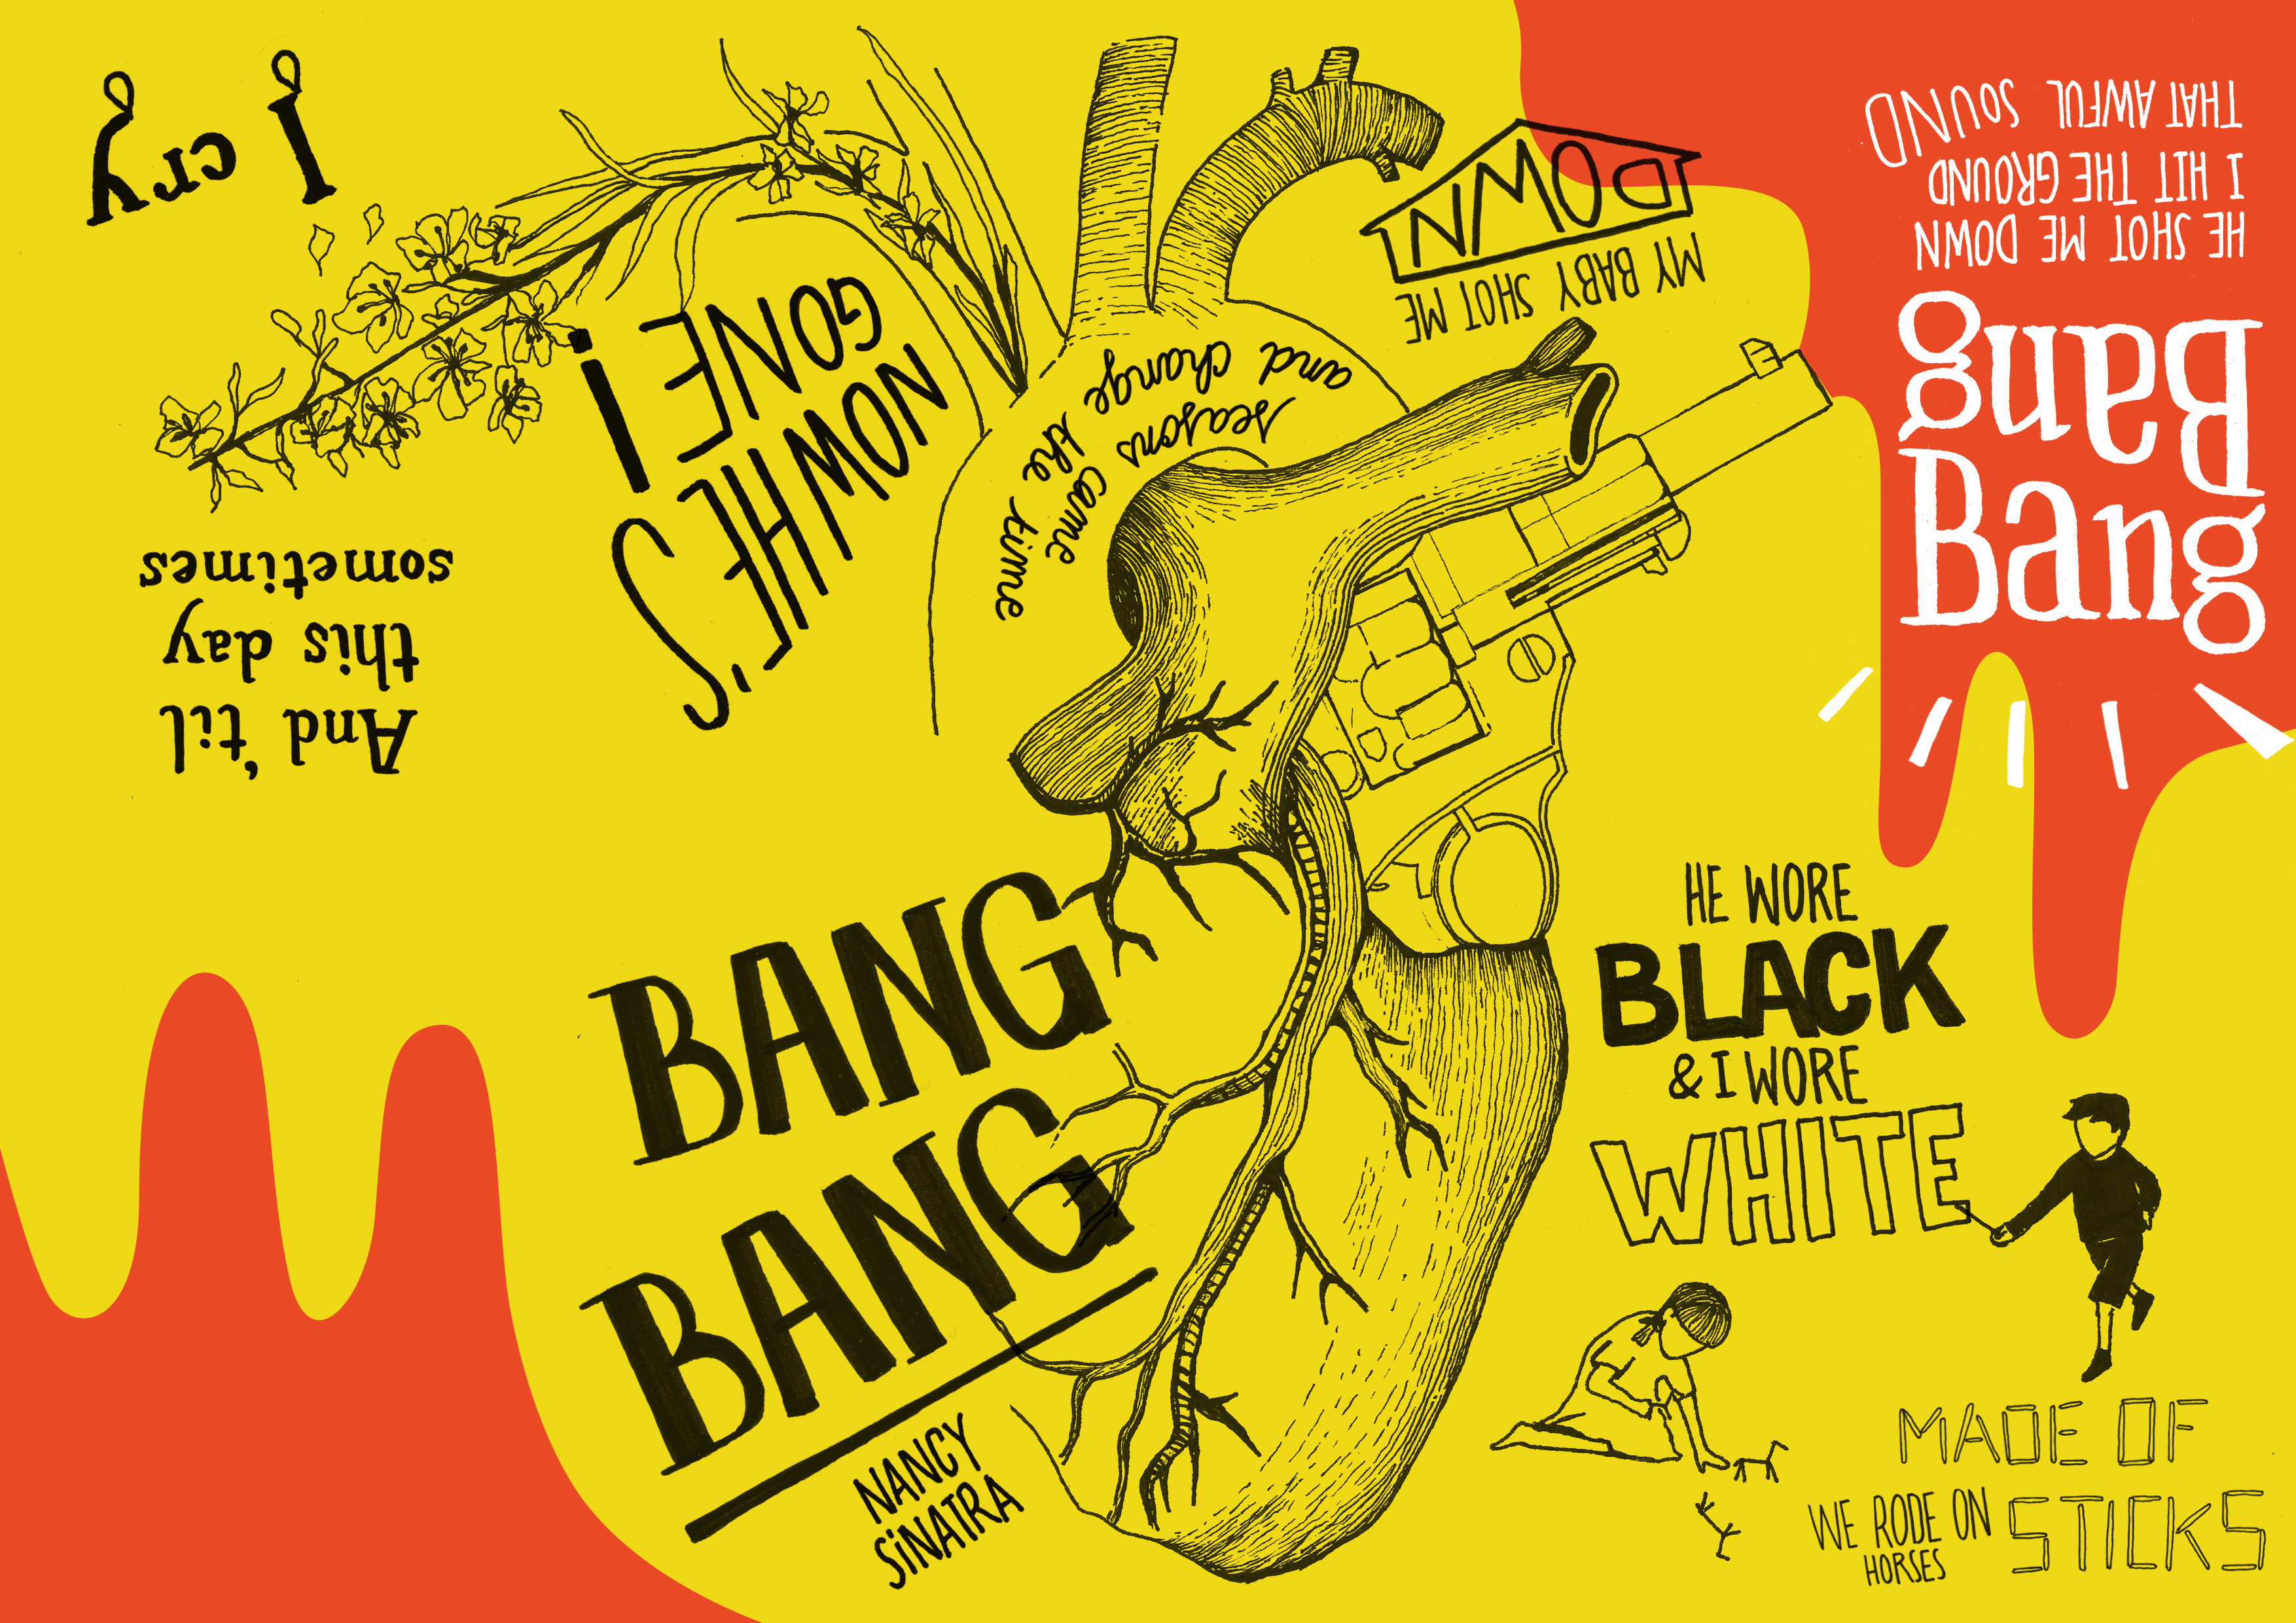 BANG
BANG
NANCY
SINATRA
WE RODE ON
HORSES
MADE OF
STICKS
HE WORE
BLACK
& I WORE
WHITE
Bang
Bang
HE SHOT ME DOWN
I HIT THE GROUND
THAT AWFUL SOUND
MY BABY SHOT ME
DOWN
seasons came
and change the time
NOW HE'S
GONE !
And 'til
this day
sometimes
I cry